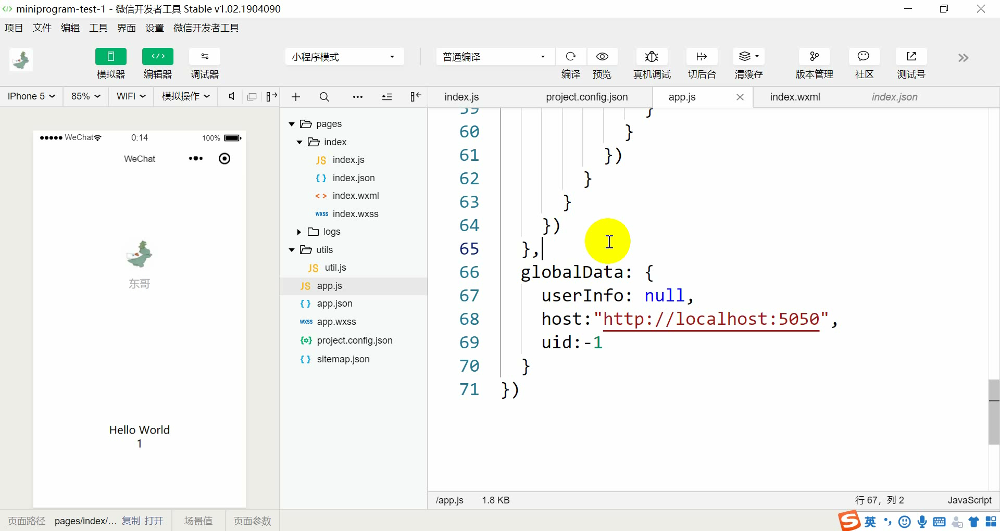 miniprogram-test-1 - 微信开发者工具 Stable v1.02.1904090
项目 文件 编辑 工具 界面 设置 微信开发者工具
小程序模式
普通编译
模拟器 编辑器 调试器
编译 预览 真机调试 切后台 清缓存 版本管理 社区 测试号
iPhone 5 85% WiFi 模拟操作
index.js project.config.json app.js index.wxml index.json
WeChat 0:14 100%
WeChat
东哥
Hello World
1
pages
index
JS index.js
{ } index.json
< > index.wxml
wxss index.wxss
logs
utils
JS util.js
JS app.js
{ } app.json
wxss app.wxss
project.config.json
{ } sitemap.json
59 }
60 }
61 })
62 }
63 }
64 })
65 },
66 globalData: {
67 userInfo: null,
68 host:"http://localhost:5050",
69 uid:-1
70 }
71 })
/app.js 1.8 KB 行 67，列 2 JavaScript
页面路径 pages/index/... 复制 打开 场景值 页面参数
S 英